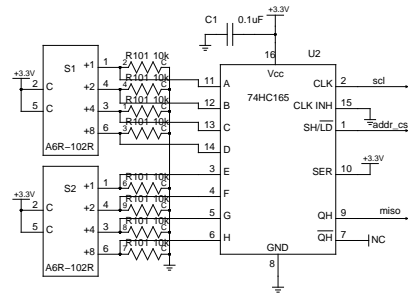 C1 0.1uF +3.3V
16 U2
Vcc
74HC165
S1
+3.3V
2 C
5 C
+1 1
+2 4
+4 3
+8 6
A6R-102R
R101 10k
2 C
R101 10k
4 C
R101 10k
1 C
R101 10k
3 C
11 A
12 B
13 C
14 D
3 E
4 F
5 G
6 H
CLK 2 scl
CLK INH 15
SH/LD 1 addr_cs
SER 10 +3.3V
QH 9 miso
QH 7 NC
GND
8
S2
+3.3V
2 C
5 C
+1 1
+2 4
+4 3
+8 6
A6R-102R
R101 10k
6 C
R101 10k
9 C
R101 10k
8 C
R101 10k
7 C